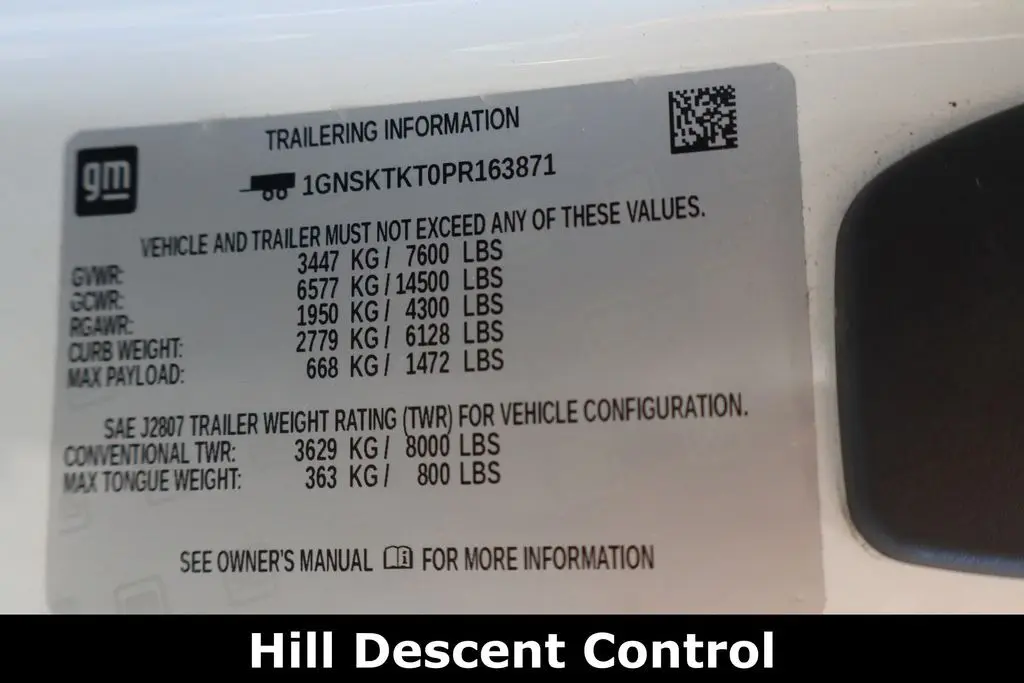 gm
TRAILERING INFORMATION
1GNSKTKT0PR163871
VEHICLE AND TRAILER MUST NOT EXCEED ANY OF THESE VALUES.
GVWR: 3447 KG / 7600 LBS
GCWR: 6577 KG / 14500 LBS
RGAWR: 1950 KG / 4300 LBS
CURB WEIGHT: 2779 KG / 6128 LBS
MAX PAYLOAD: 668 KG / 1472 LBS
SAE J2807 TRAILER WEIGHT RATING (TWR) FOR VEHICLE CONFIGURATION.
CONVENTIONAL TWR: 3629 KG / 8000 LBS
MAX TONGUE WEIGHT: 363 KG / 800 LBS
SEE OWNER'S MANUAL FOR MORE INFORMATION
Hill Descent Control